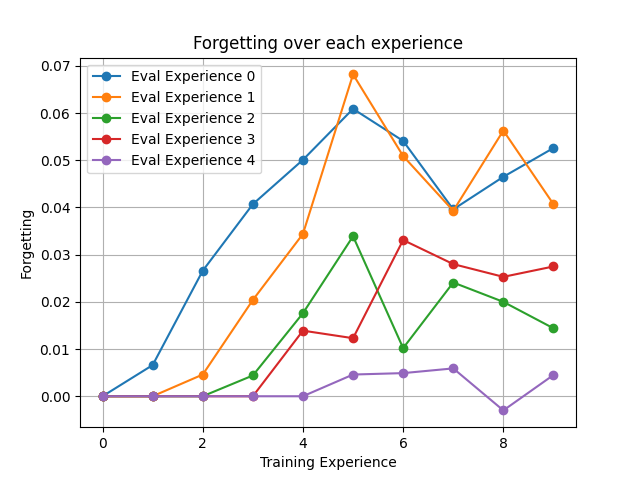 Forgetting over each experience
Eval Experience 0
Eval Experience 1
Eval Experience 2
Eval Experience 3
Eval Experience 4
0.07
0.06
0.05
0.04
0.03
0.02
0.01
0.00
Forgetting
0 2 4 6 8
Training Experience